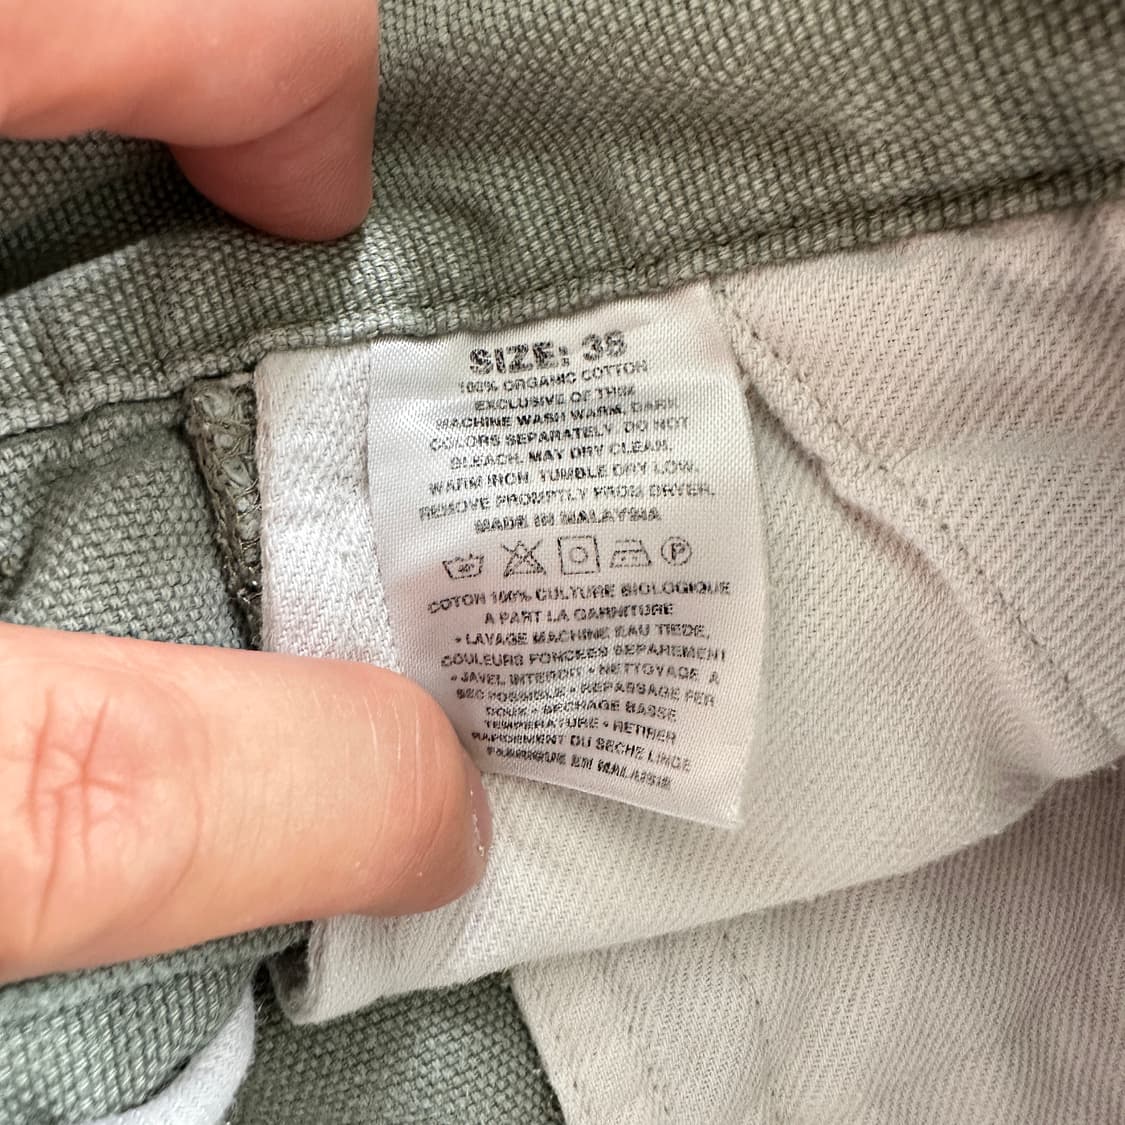 SIZE: 36
100% ORGANIC COTTON
EXCLUSIVE OF TRIM
MACHINE WASH WARM, DARK
COLORS SEPARATELY. DO NOT
BLEACH. MAY DRY CLEAN.
WARM IRON. TUMBLE DRY LOW.
REMOVE PROMPTLY FROM DRYER.
MADE IN MALAYSIA
P
COTON 100% CULTURE BIOLOGIQUE
A PART LA GARNITURE
• LAVAGE MACHINE EAU TIEDE,
COULEURS FONCEES SEPAREMENT
• JAVEL INTERDIT • NETTOYAGE A
SEC POSSIBLE • REPASSAGE FER
DOUX • SECHAGE BASSE
TEMPERATURE • RETIRER
RAPIDEMENT DU SECHE LINGE
FABRIQUE EN MALAISIE